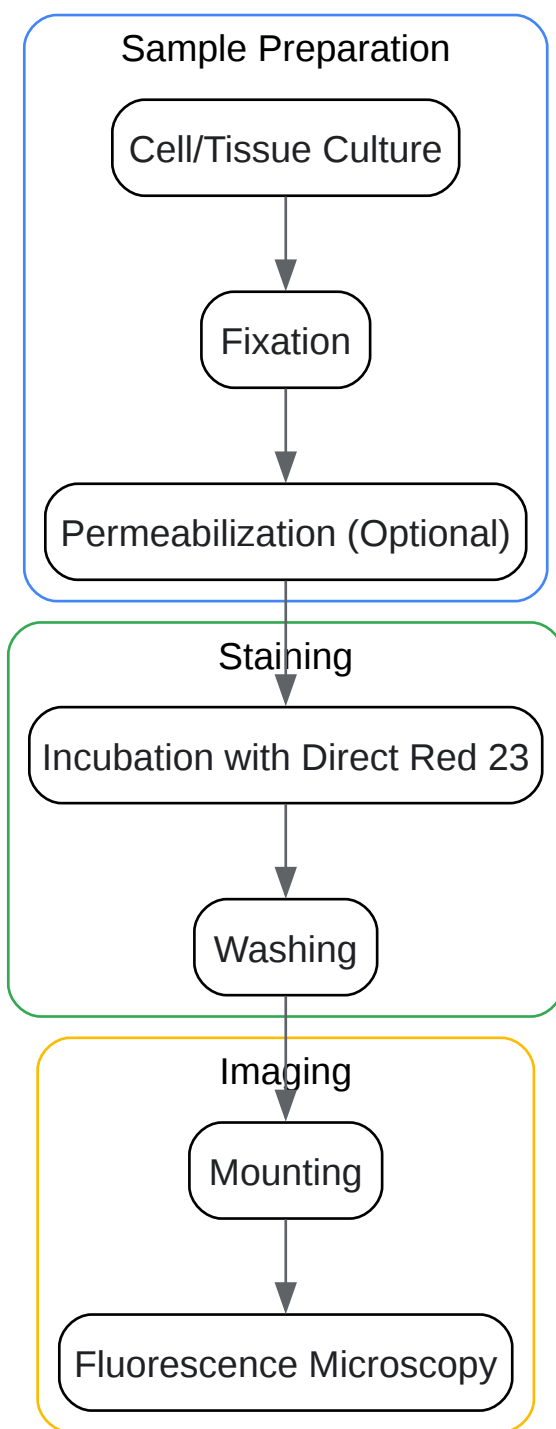 Sample Preparation
Cell/Tissue Culture
Fixation
Permeabilization (Optional)
Staining
Incubation with Direct Red 23
Washing
Imaging
Mounting
Fluorescence Microscopy